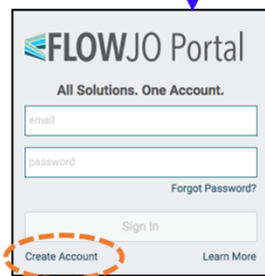 FLOWJO Portal
All Solutions. One Account.
email
password
Forgot Password?
Sign In
Create Account Learn More